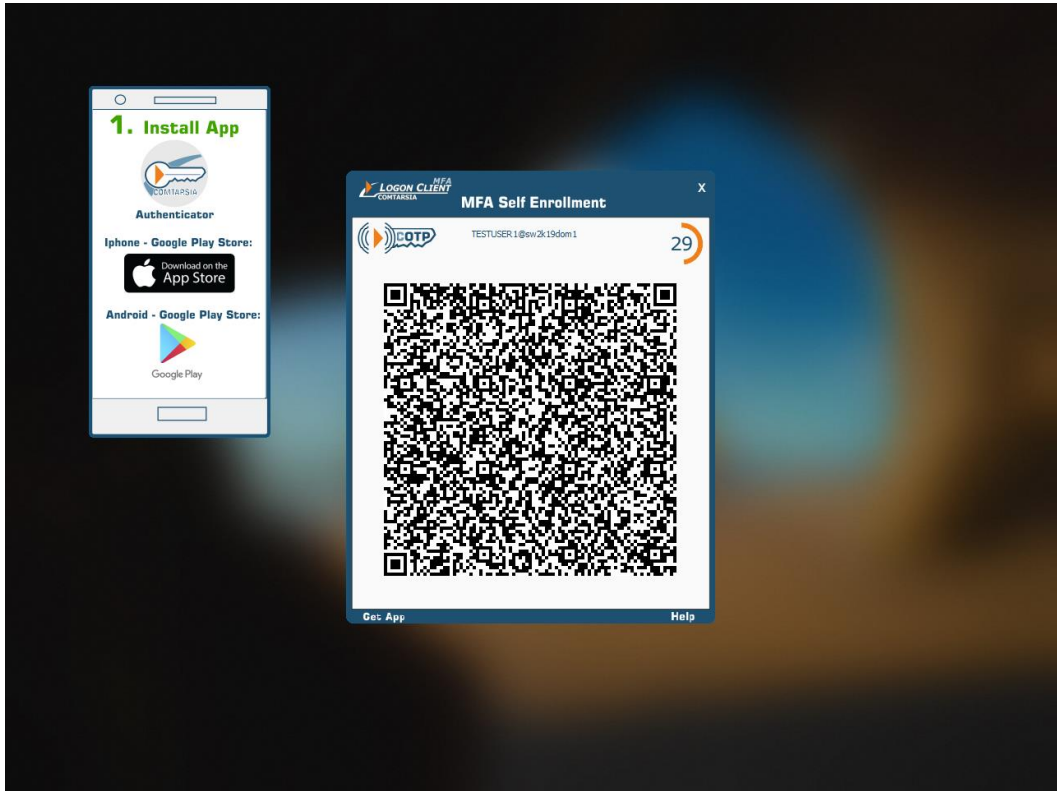 1. Install App
COMTARSIA
Authenticator
Iphone - Google Play Store:
Download on the
App Store
Android - Google Play Store:
Google Play
MFA
LOGON CLIENT
COMTARSIA
MFA Self Enrollment
X
COTP
TESTUSER1@sw2k19dom1
29
Get App
Help